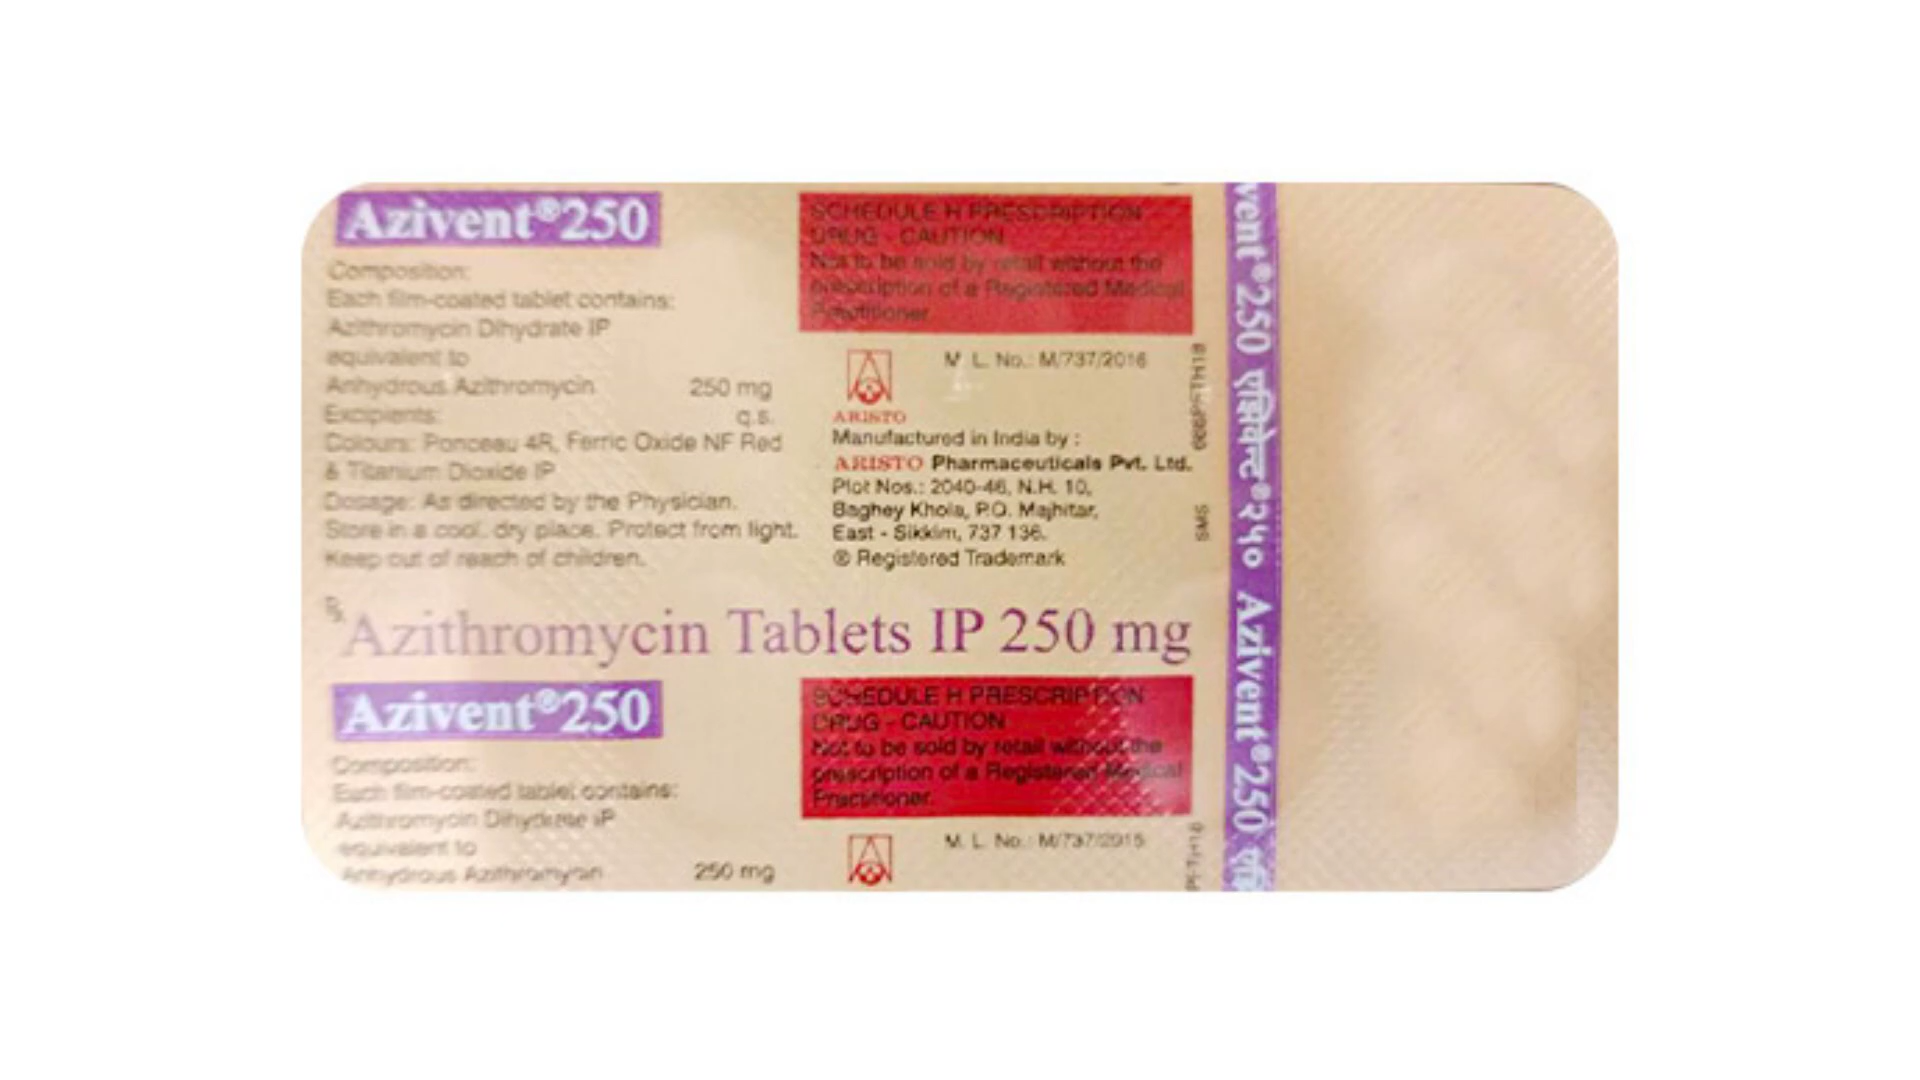 Azivent®250
Composition:
Each film-coated tablet contains:
Azithromycin Dihydrate IP
equivalent to
Anhydrous Azithromycin 250 mg
Excipients: q.s.
Colours: Ponceau 4R, Ferric Oxide NF Red
& Titanium Dioxide IP
Dosage: As directed by the Physician.
Store in a cool, dry place. Protect from light.
Keep out of reach of children.
SCHEDULE H PRESCRIPTION
DRUG - CAUTION
Not to be sold by retail without the
prescription of a Registered Medical
Practitioner.
M. L. No.: M/737/2016
ARISTO
Manufactured in India by :
ARISTO Pharmaceuticals Pvt. Ltd.
Plot Nos.: 2040-46, N.H. 10,
Baghey Khola, P.O. Majhitar,
East - Sikkim, 737 136.
® Registered Trademark
SMS
℞ Azithromycin Tablets IP 250 mg
Azivent®250
Composition:
Each film-coated tablet contains:
Azithromycin Dihydrate IP
equivalent to
Anhydrous Azithromycin 250 mg
SCHEDULE H PRESCRIPTION
DRUG - CAUTION
Not to be sold by retail without the
prescription of a Registered Medical
Practitioner.
M. L. No.:
vent®250 एज़िवेन्ट®२५० Azivent®250